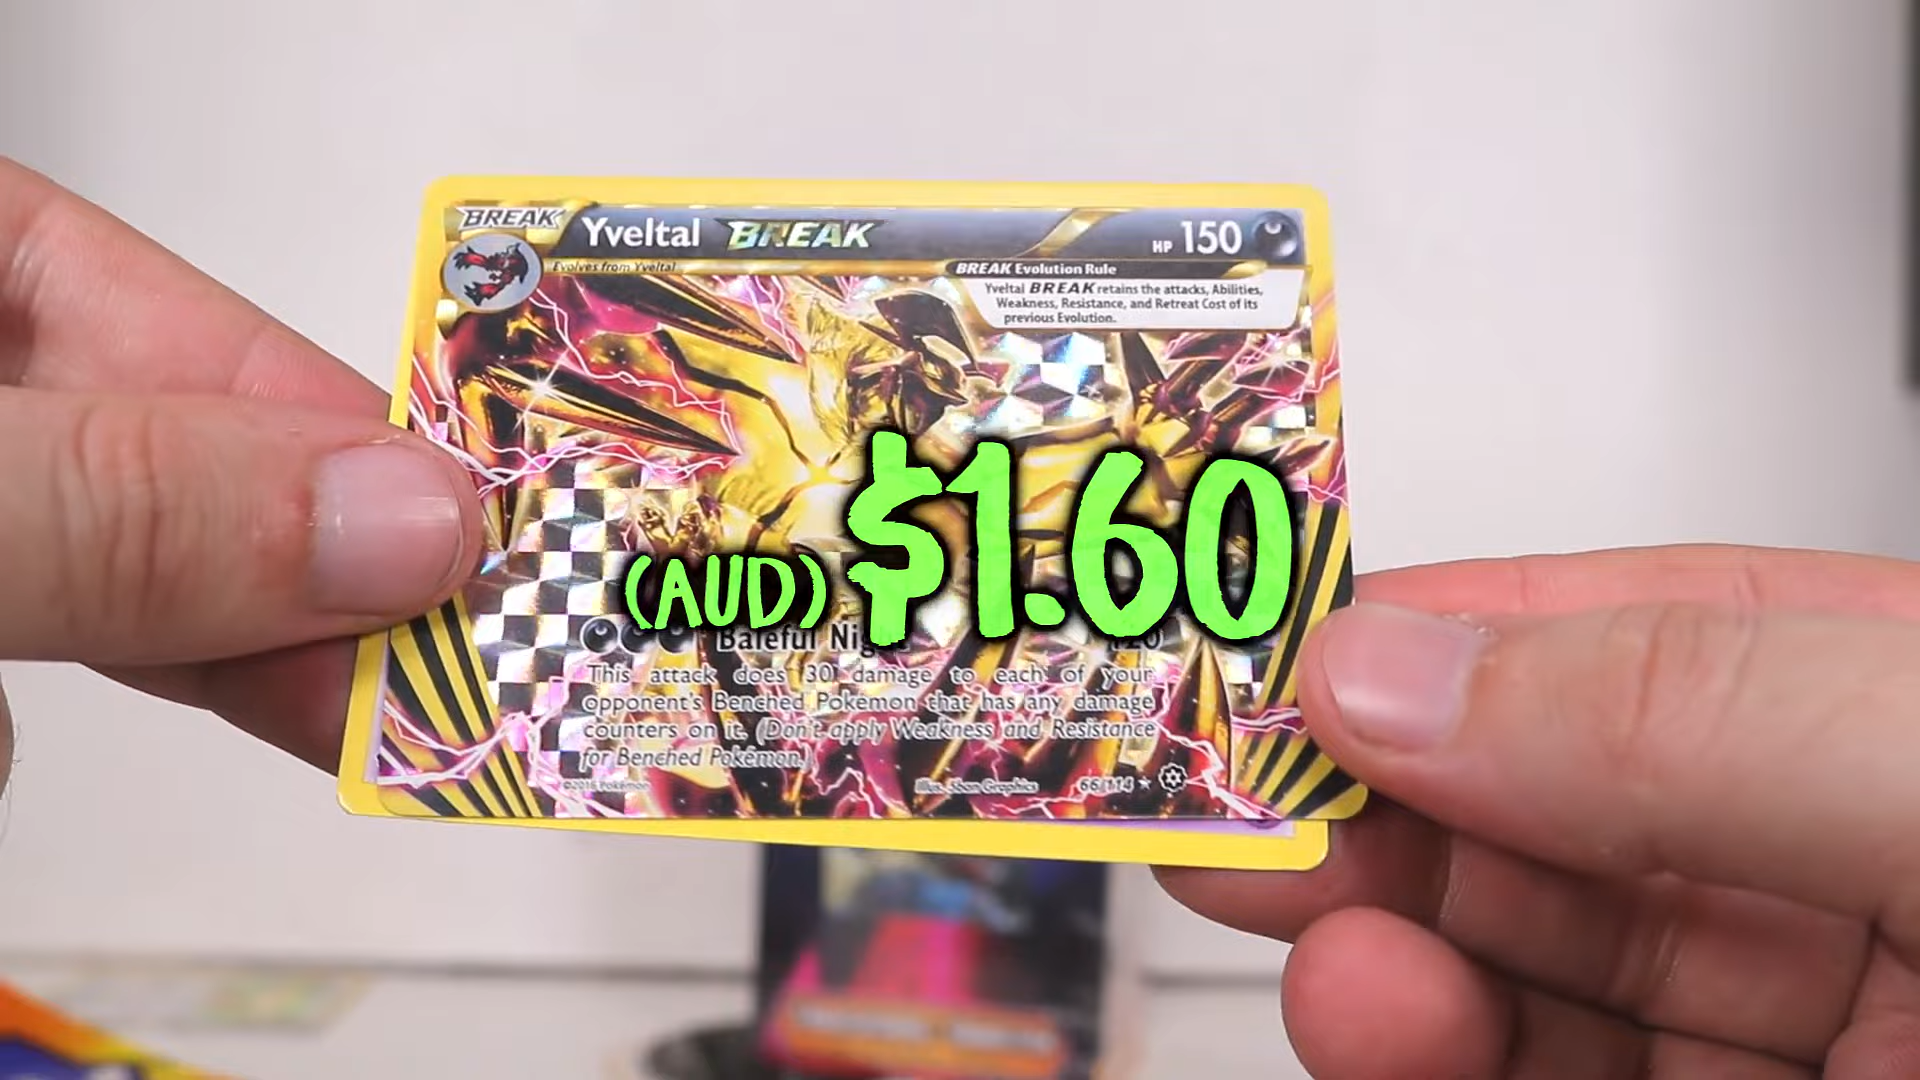 BREAK Yveltal BREAK HP 150
Evolves from Yveltal
BREAK Evolution Rule
Yveltal BREAK retains the attacks, Abilities,
Weakness, Resistance, and Retreat Cost of its
previous Evolution.
(AUD) $1.60
Baleful Nig
This attack does 30 damage to each of your
opponent's Benched Pokémon that has any damage
counters on it. (Don't apply Weakness and Resistance
for Benched Pokémon.)
©2016 Pokémon Illus. 5ban Graphics 66/114